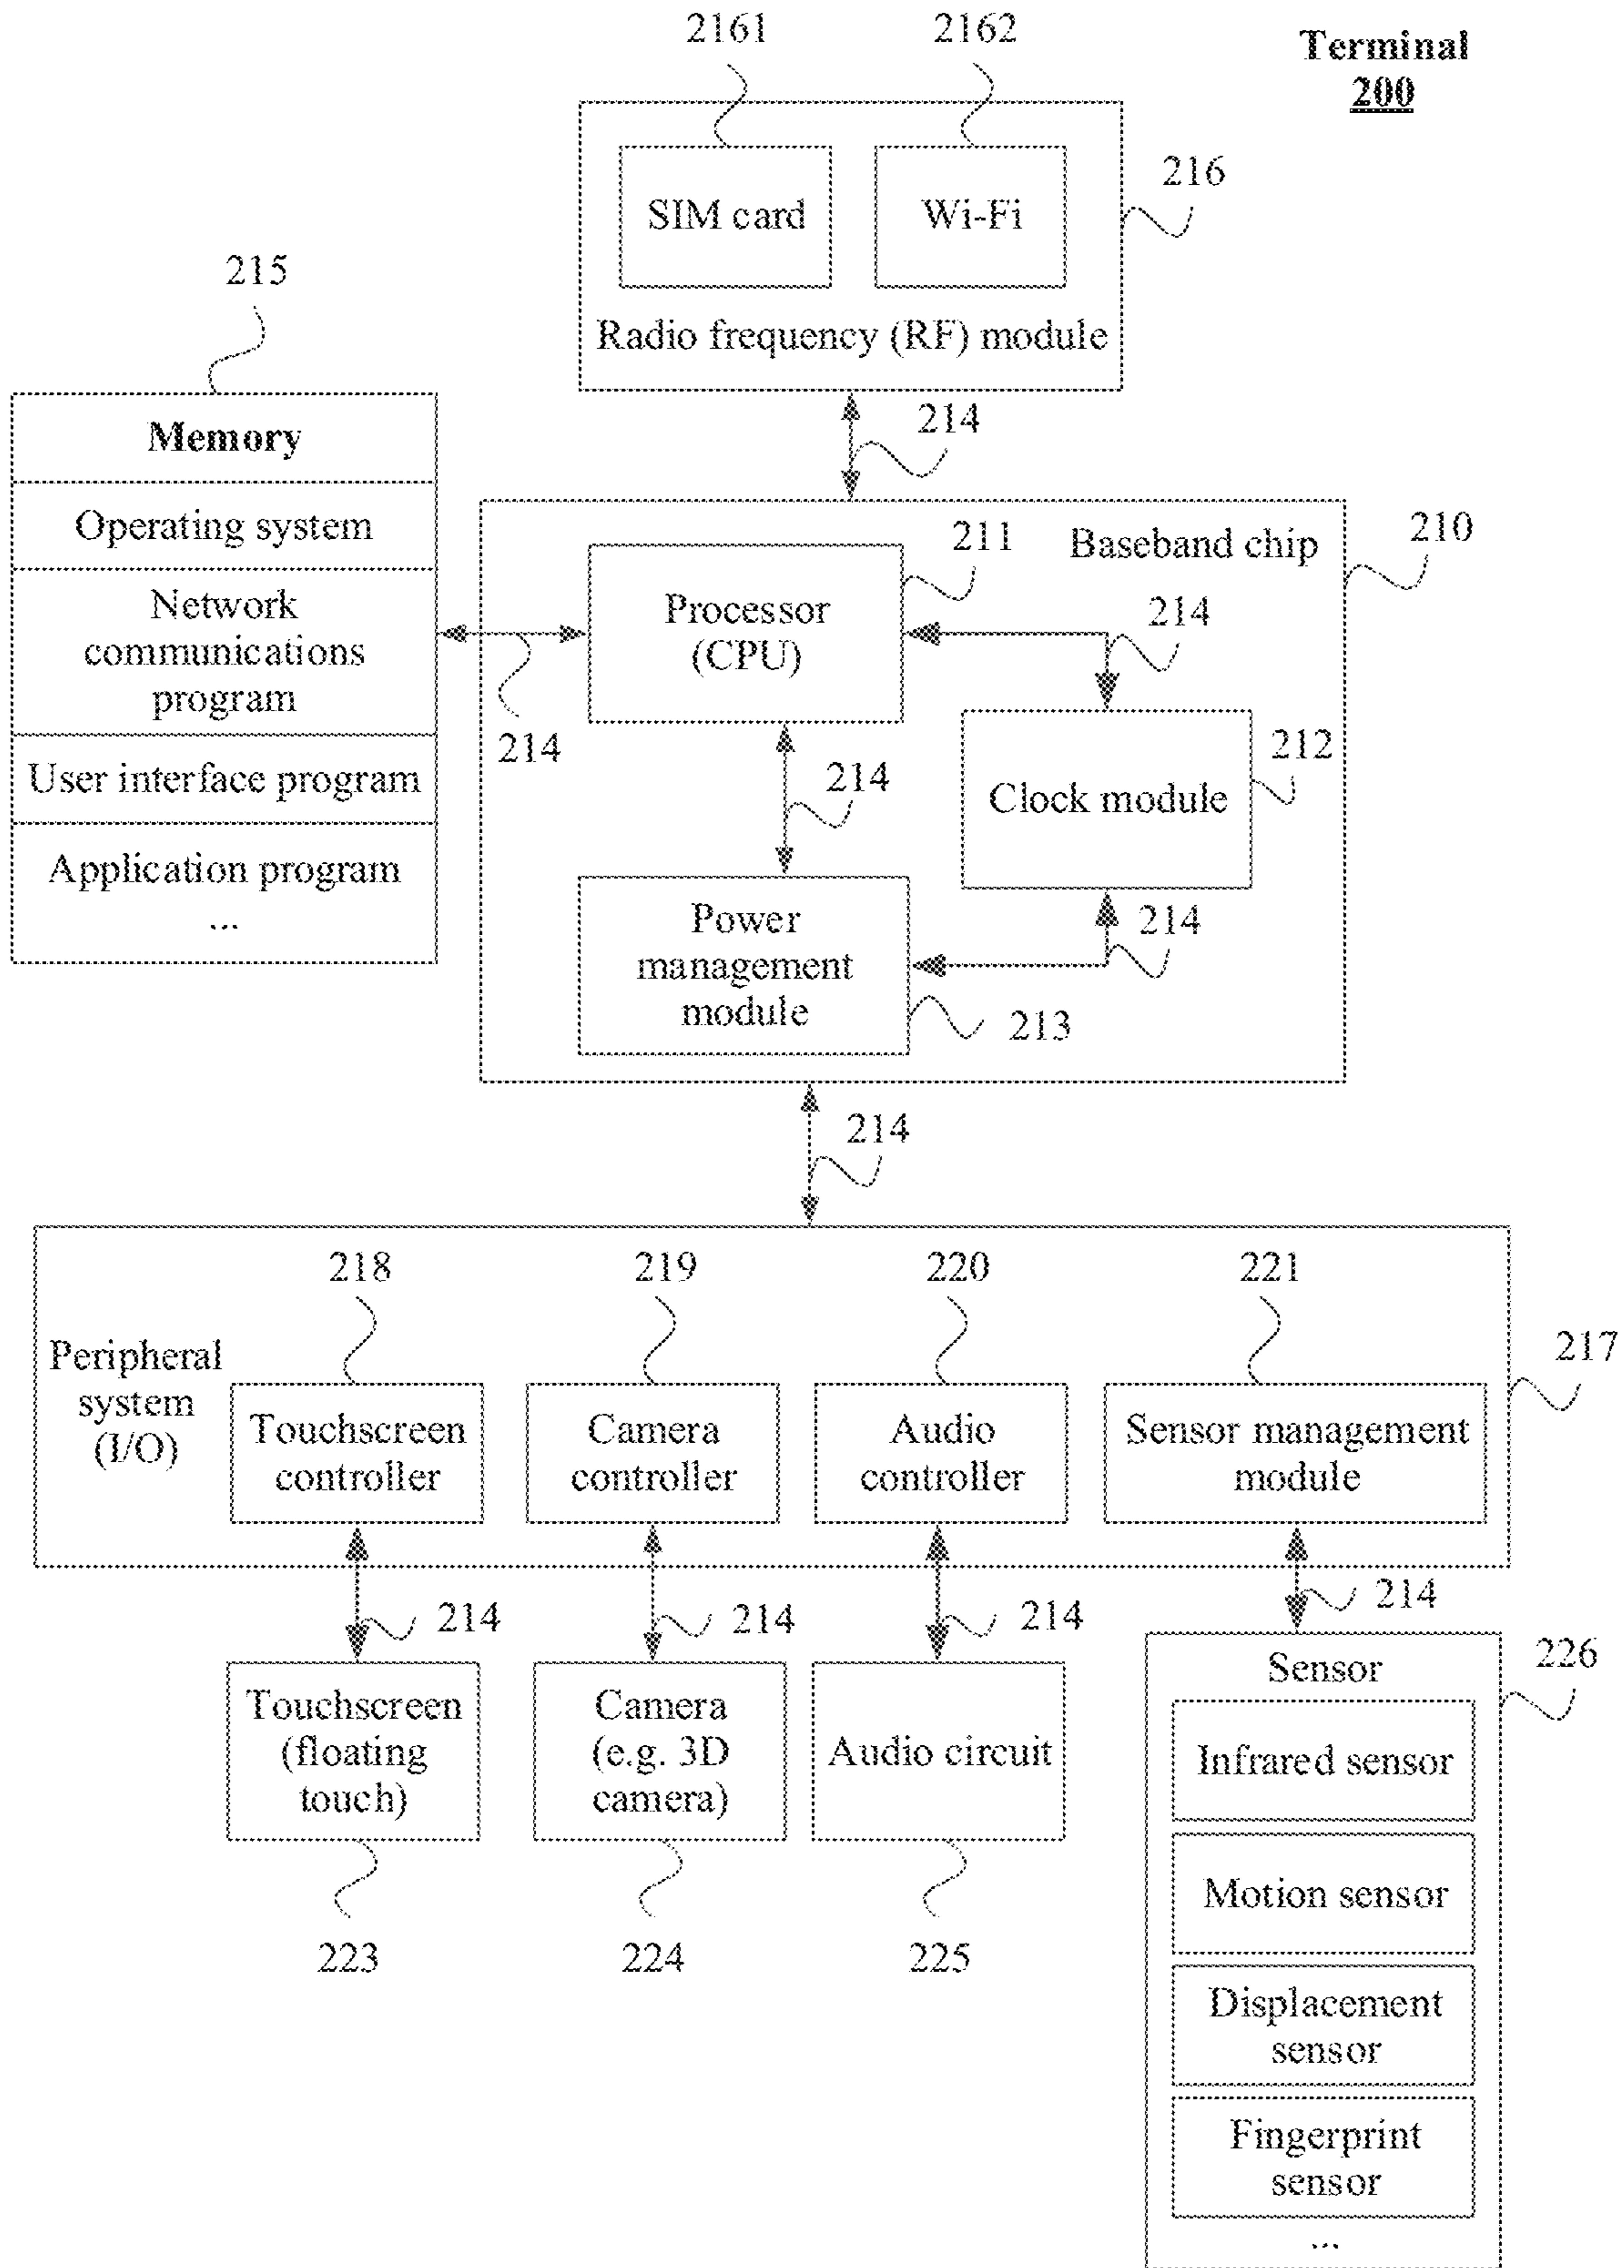 2161
2162
Terminal
200
SIM card
Wi-Fi
216
Radio frequency (RF) module
215
214
Memory
Operating system
Network
communications
program
User interface program
Application program
...
214
211
Baseband chip
210
Processor
(CPU)
214
214
212
Clock module
Power
management
module
214
213
214
218
219
220
221
217
Peripheral
system
(I/O)
Touchscreen
controller
Camera
controller
Audio
controller
Sensor management
module
214
214
214
214
Touchscreen
(floating
touch)
Camera
(e.g. 3D
camera)
Audio circuit
223
224
225
226
Sensor
Infrared sensor
Motion sensor
Displacement
sensor
Fingerprint
sensor
...